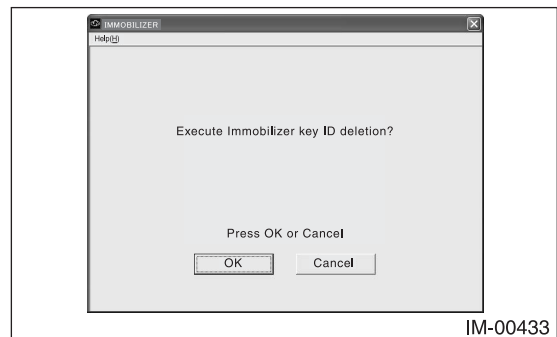 IMMOBILIZER
Help(H)
Execute Immobilizer key ID deletion?
Press OK or Cancel
OK Cancel
IM-00433